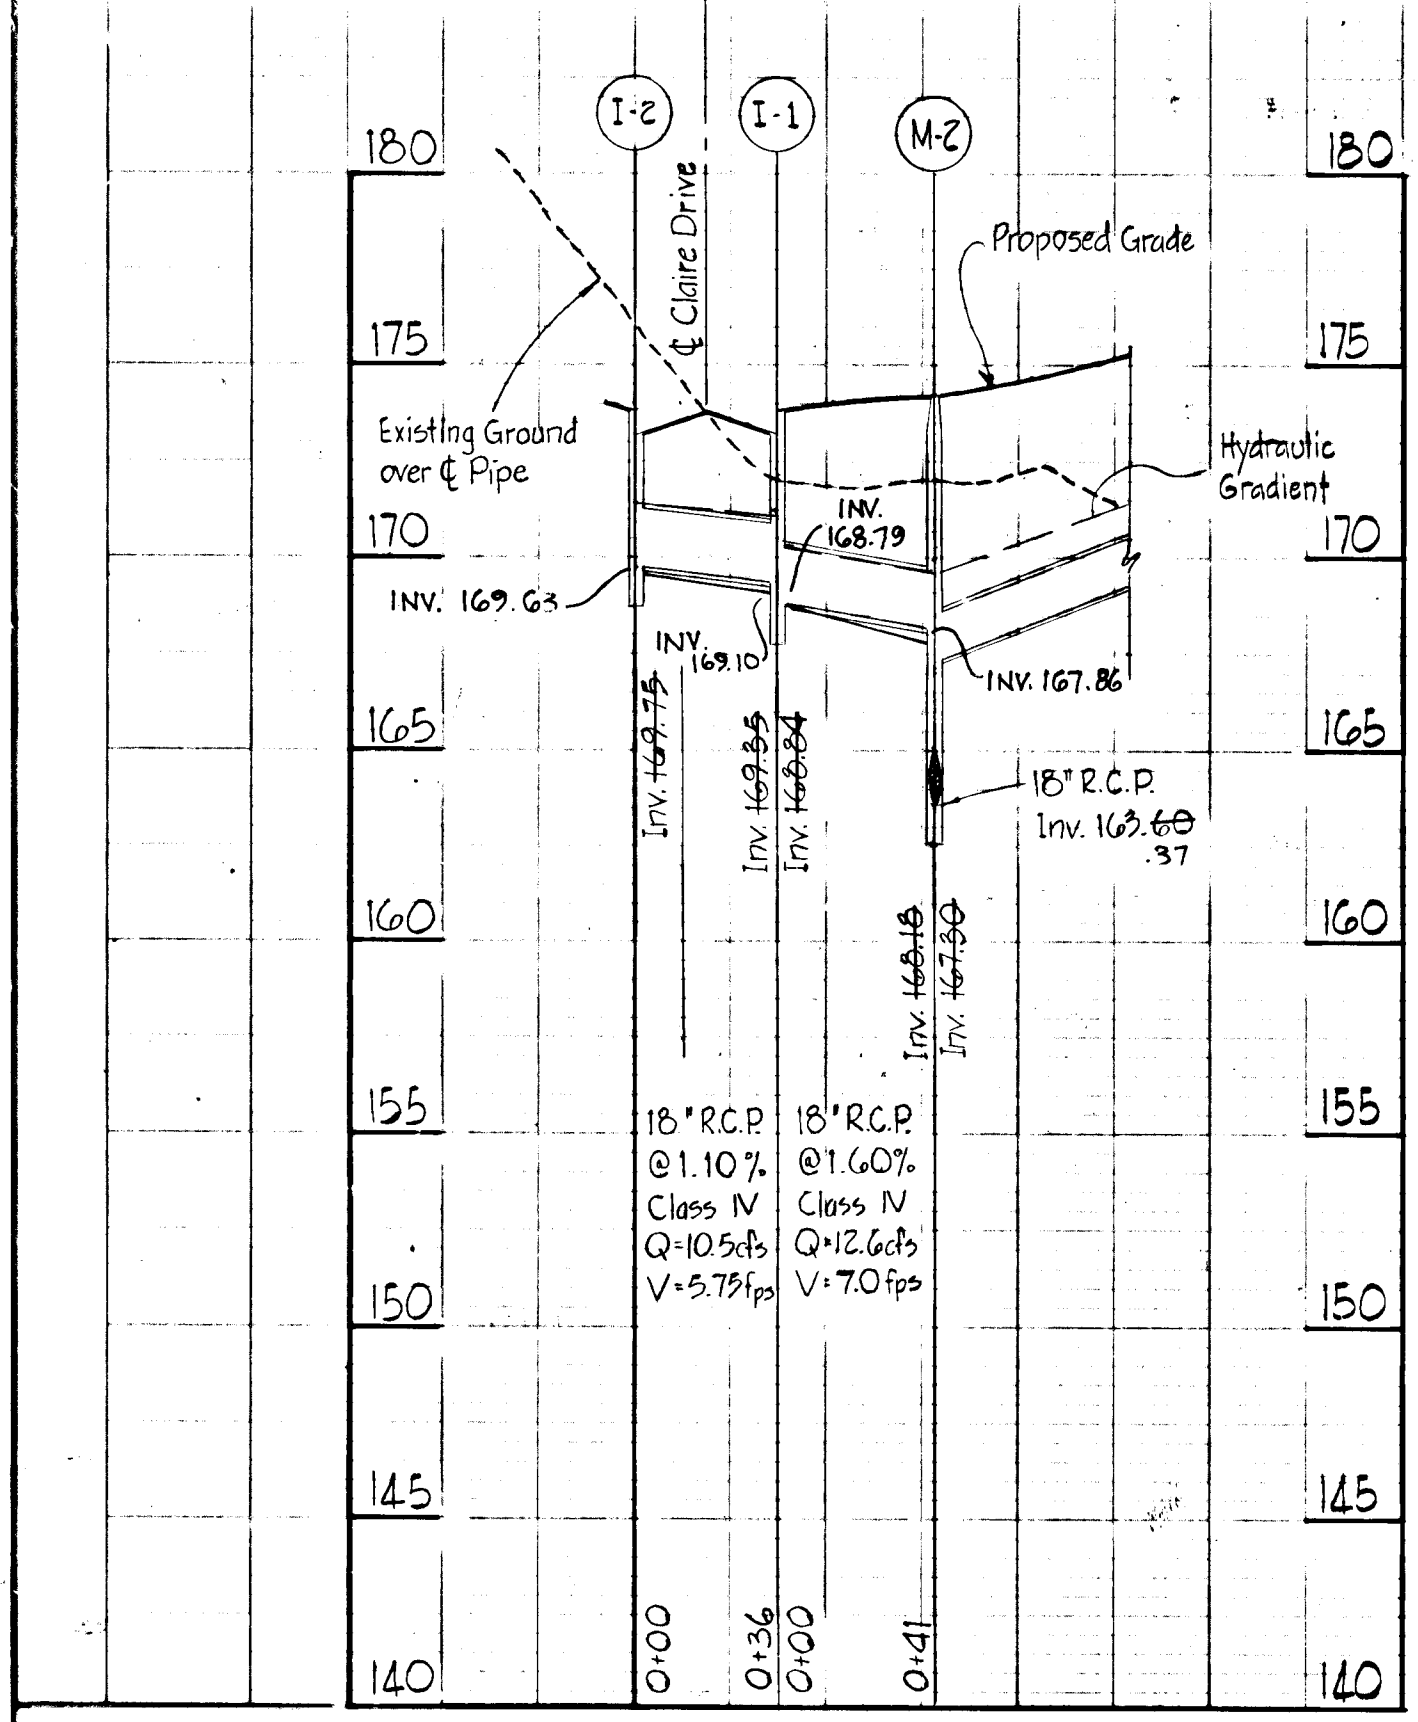 I-2
I-1
M-2
180
180
℄ Claire Drive
Proposed Grade
175
175
Existing Ground
over ℄ Pipe
Hydraulic
Gradient
170
170
INV.
168.79
INV. 169.63
INV.
169.10
INV. 167.86
Inv. 169.75
Inv. 169.35
Inv. 168.84
165
165
18" R.C.P.
Inv. 163.60
.37
160
160
Inv. 168.18
Inv. 167.30
155
155
18" R.C.P.
@ 1.10%
Class IV
Q=10.5cfs
V=5.75fps
18" R.C.P.
@ 1.60%
Class IV
Q=12.6cfs
V=7.0fps
150
150
145
145
0+00
0+36
0+00
0+41
140
140